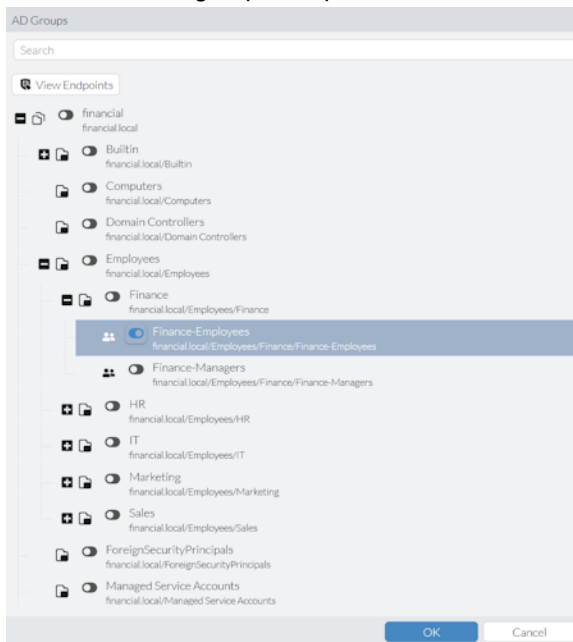 AD Groups
Search
View Endpoints
financial
financial.local
Builtin
financial.local/Builtin
Computers
financial.local/Computers
Domain Controllers
financial.local/Domain Controllers
Employees
financial.local/Employees
Finance
financial.local/Employees/Finance
Finance-Employees
financial.local/Employees/Finance/Finance-Employees
Finance-Managers
financial.local/Employees/Finance/Finance-Managers
HR
financial.local/Employees/HR
IT
financial.local/Employees/IT
Marketing
financial.local/Employees/Marketing
Sales
financial.local/Employees/Sales
ForeignSecurityPrincipals
financial.local/ForeignSecurityPrincipals
Managed Service Accounts
financial.local/Managed Service Accounts
OK Cancel